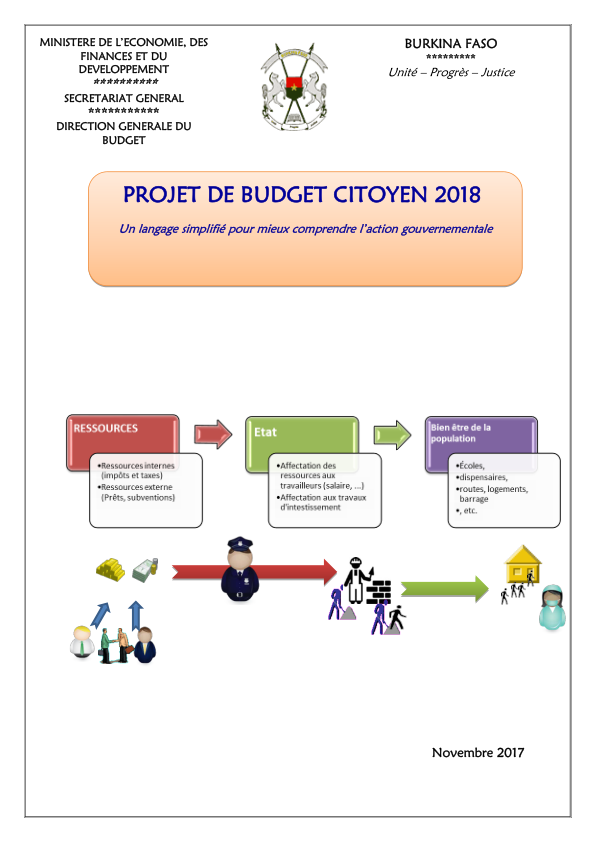 MINISTERE DE L'ECONOMIE, DES
FINANCES ET DU
DEVELOPPEMENT
**********
SECRETARIAT GENERAL
***********
DIRECTION GENERALE DU
BUDGET
BURKINA FASO
*********
Unité – Progrès – Justice
PROJET DE BUDGET CITOYEN 2018
Un langage simplifié pour mieux comprendre l'action gouvernementale
RESSOURCES
•Ressources internes
(impôts et taxes)
•Ressources externe
(Prêts, subventions)
Etat
•Affectation des
ressources aux
travailleurs (salaire, ...)
•Affectation aux travaux
d'intestissement
Bien être de la
population
•Écoles,
•dispensaires,
•routes, logements,
barrage
•, etc.
Novembre 2017